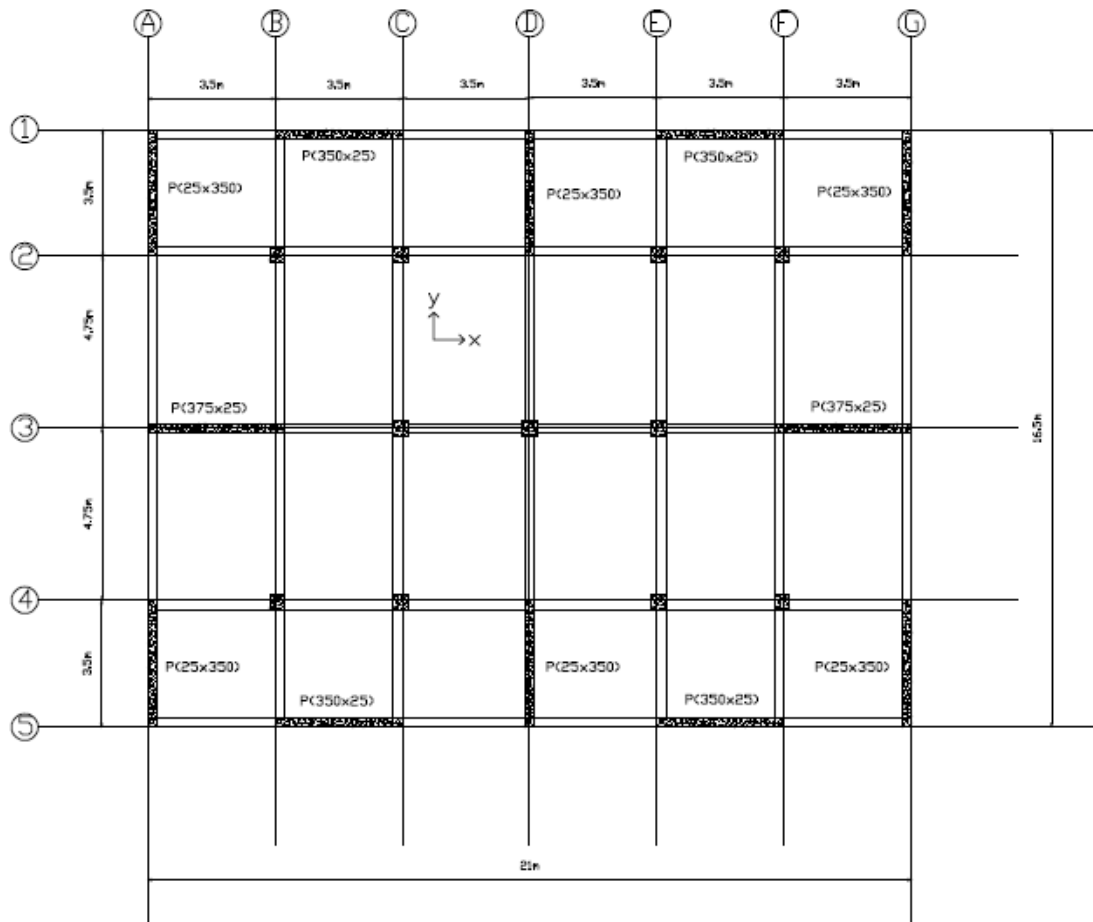 A B C D E F G
3.5m 3.5m 3.5m 3.5m 3.5m 3.5m
1
P(350x25) P(350x25)
3.5m P(25x350) P(25x350) P(25x350)
2
y
4.75m
x
P(375x25) P(375x25)
3
16.5m
4.75m
4
3.5m P(25x350) P(25x350) P(25x350)
P(350x25) P(350x25)
5
21m